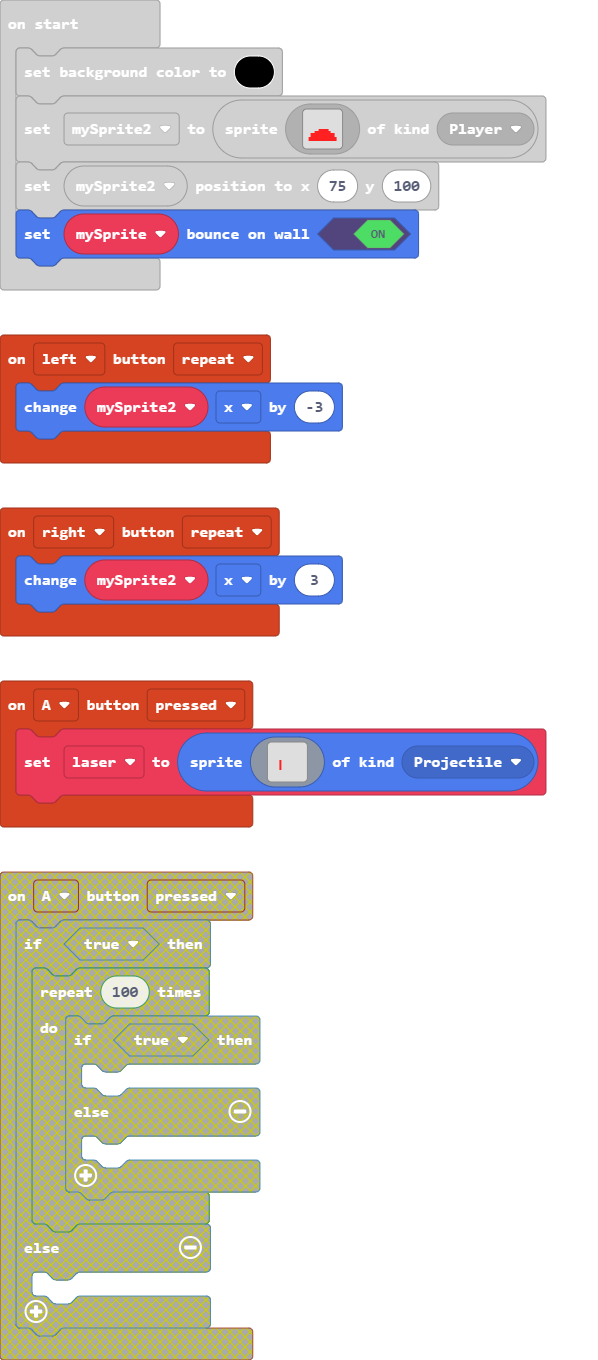 on start
set background color to
set mySprite2 to sprite of kind Player
set mySprite2 position to x 75 y 100
set mySprite bounce on wall ON
on left button repeat
change mySprite2 x by -3
on right button repeat
change mySprite2 x by 3
on A button pressed
set laser to sprite of kind Projectile
on A button pressed
if true then
repeat 100 times
do if true then
else
else